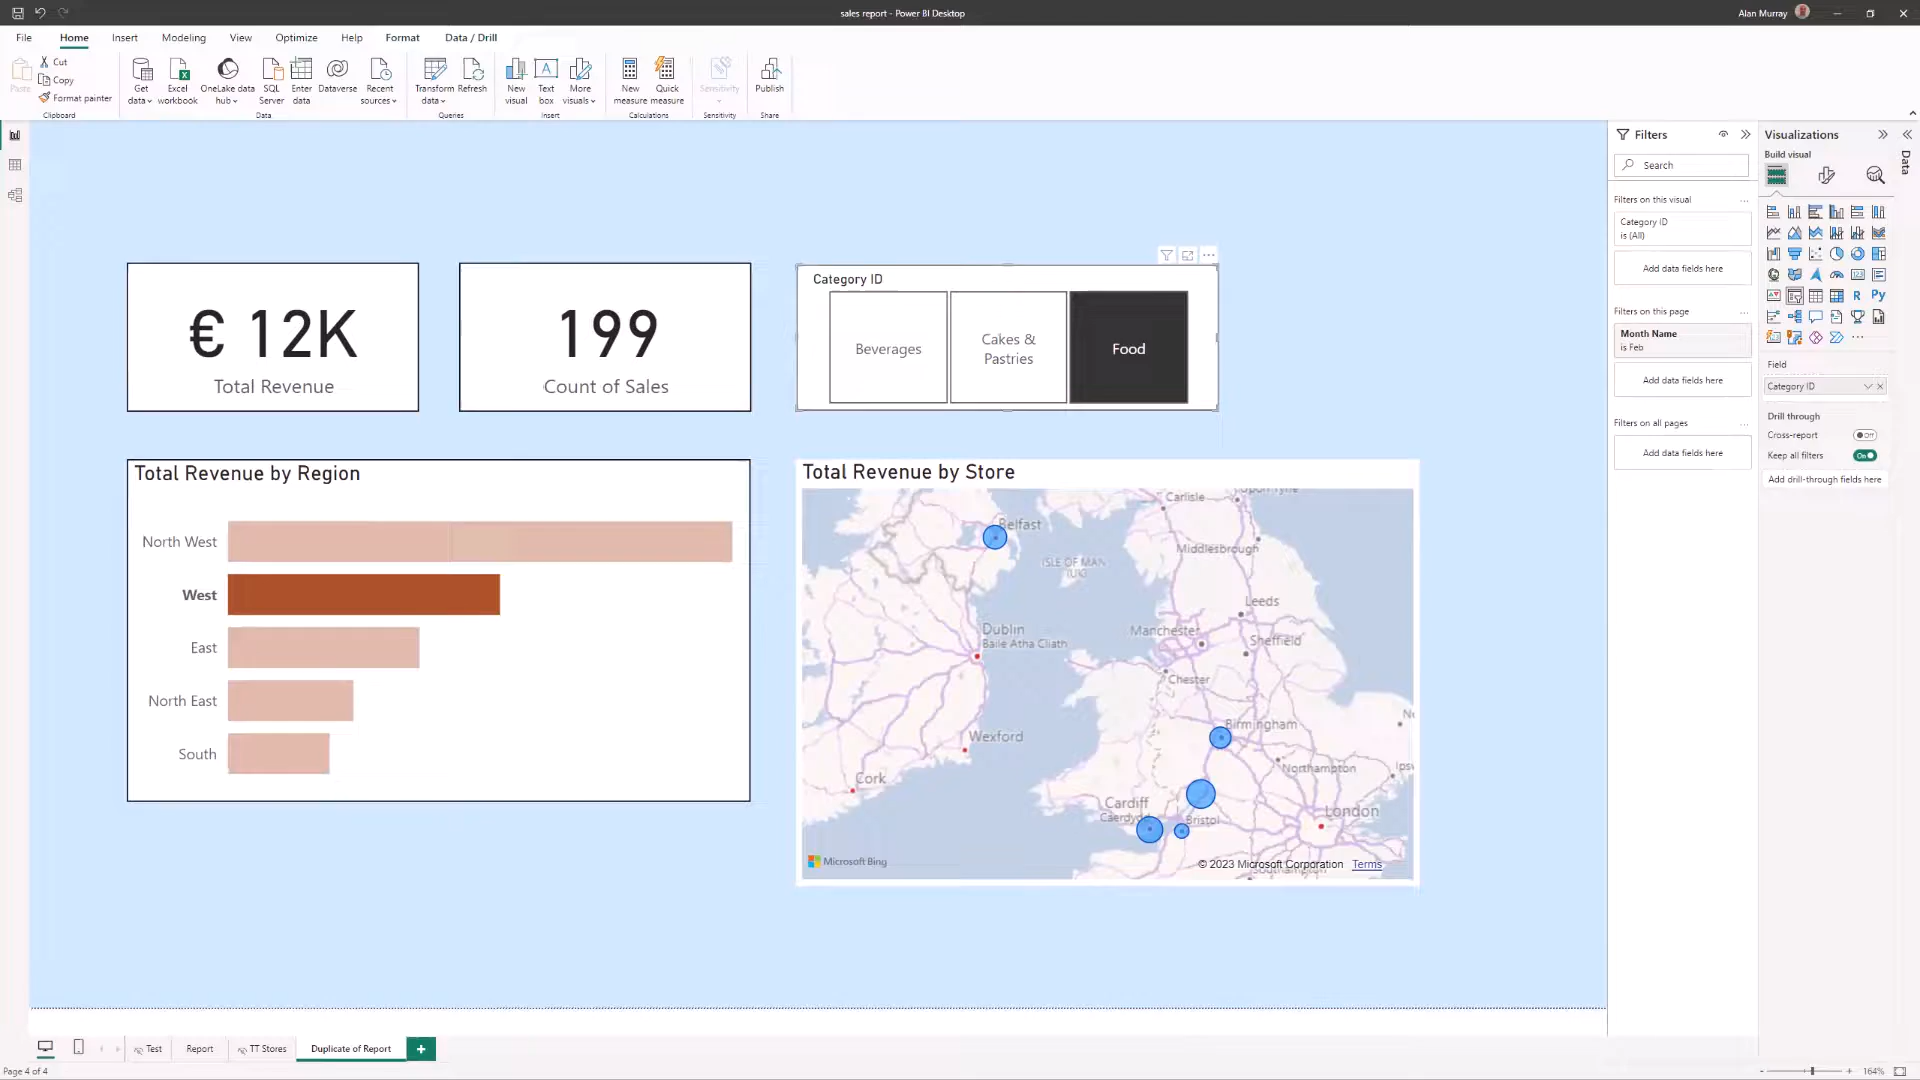 sales report - Power BI Desktop
Alan Murray
File
Home
Insert
Modeling
View
Optimize
Help
Format
Data / Drill
Paste
Cut
Copy
Format painter
Clipboard
Get
data
Excel
workbook
OneLake data
hub
SQL
Server
Enter
data
Dataverse
Recent
sources
Data
Transform
data
Refresh
Queries
New
visual
Text
box
More
visuals
Insert
New
measure
Quick
measure
Calculations
Sensitivity
Sensitivity
Publish
Share
€ 12K
Total Revenue
199
Count of Sales
Category ID
Beverages
Cakes &
Pastries
Food
Total Revenue by Region
North West
West
East
North East
South
Total Revenue by Store
Carlisle
Belfast
Middlesbrough
ISLE OF MAN
(UK)
Leeds
Dublin
Baile Atha Cliath
Manchester
Sheffield
Chester
Birmingham
Wexford
Northampton
Cork
Cardiff
Caerdydd
Bristol
London
Microsoft Bing
© 2023 Microsoft Corporation
Terms
Southampton
Filters
Search
Filters on this visual
Category ID
is (All)
Add data fields here
Filters on this page
Month Name
is Feb
Add data fields here
Filters on all pages
Add data fields here
Visualizations
Build visual
R
Py
Field
Category ID
Drill through
Cross-report
Off
Keep all filters
On
Add drill-through fields here
Data
Test
Report
TT Stores
Duplicate of Report
Page 4 of 4
164%